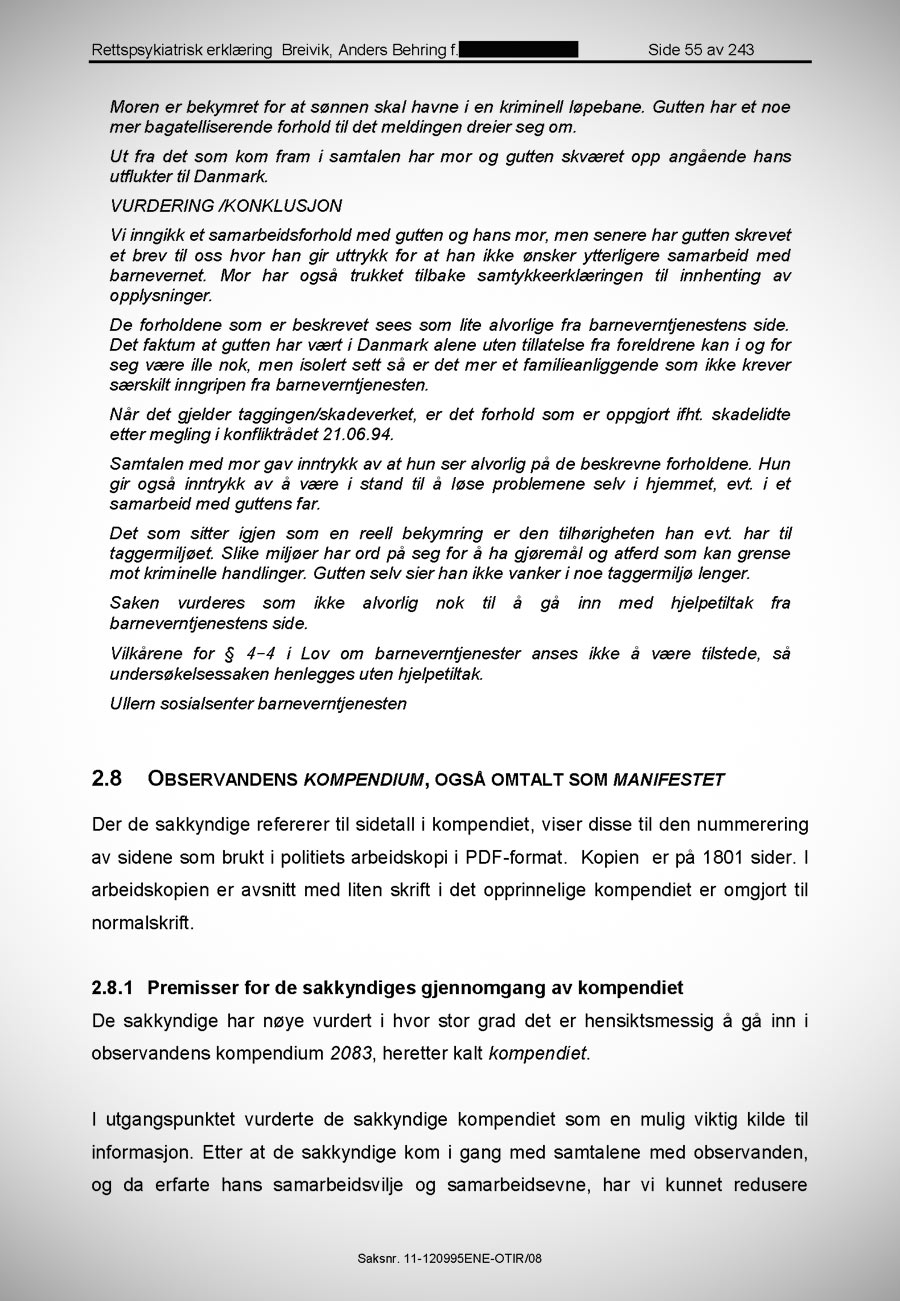 Rettspsykiatrisk erklæring Breivik, Anders Behring f. Side 55 av 243
Moren er bekymret for at sønnen skal havne i en kriminell løpebane. Gutten har et noe
mer bagatelliserende forhold til det meldingen dreier seg om.
Ut fra det som kom fram i samtalen har mor og gutten skværet opp angående hans
utflukter til Danmark.
VURDERING /KONKLUSJON
Vi inngikk et samarbeidsforhold med gutten og hans mor, men senere har gutten skrevet
et brev til oss hvor han gir uttrykk for at han ikke ønsker ytterligere samarbeid med
barnevernet. Mor har også trukket tilbake samtykkeerklæringen til innhenting av
opplysninger.
De forholdene som er beskrevet sees som lite alvorlige fra barneverntjenestens side.
Det faktum at gutten har vært i Danmark alene uten tillatelse fra foreldrene kan i og for
seg være ille nok, men isolert sett så er det mer et familieanliggende som ikke krever
særskilt inngripen fra barneverntjenesten.
Når det gjelder taggingen/skadeverket, er det forhold som er oppgjort ifht. skadelidte
etter megling i konfliktrådet 21.06.94.
Samtalen med mor gav inntrykk av at hun ser alvorlig på de beskrevne forholdene. Hun
gir også inntrykk av å være i stand til å løse problemene selv i hjemmet, evt. i et
samarbeid med guttens far.
Det som sitter igjen som en reell bekymring er den tilhørigheten han evt. har til
taggermiljøet. Slike miljøer har ord på seg for å ha gjøremål og atferd som kan grense
mot kriminelle handlinger. Gutten selv sier han ikke vanker i noe taggermiljø lenger.
Saken vurderes som ikke alvorlig nok til å gå inn med hjelpetiltak fra
barneverntjenestens side.
Vilkårene for § 4–4 i Lov om barneverntjenester anses ikke å være tilstede, så
undersøkelsessaken henlegges uten hjelpetiltak.
Ullern sosialsenter barneverntjenesten
2.8 OBSERVANDENS KOMPENDIUM, OGSÅ OMTALT SOM MANIFESTET
Der de sakkyndige refererer til sidetall i kompendiet, viser disse til den nummerering
av sidene som brukt i politiets arbeidskopi i PDF-format. Kopien er på 1801 sider. I
arbeidskopien er avsnitt med liten skrift i det opprinnelige kompendiet er omgjort til
normalskrift.
2.8.1 Premisser for de sakkyndiges gjennomgang av kompendiet
De sakkyndige har nøye vurdert i hvor stor grad det er hensiktsmessig å gå inn i
observandens kompendium 2083, heretter kalt kompendiet.
I utgangspunktet vurderte de sakkyndige kompendiet som en mulig viktig kilde til
informasjon. Etter at de sakkyndige kom i gang med samtalene med observanden,
og da erfarte hans samarbeidsvilje og samarbeidsevne, har vi kunnet redusere
Saksnr. 11-120995ENE-OTIR/08